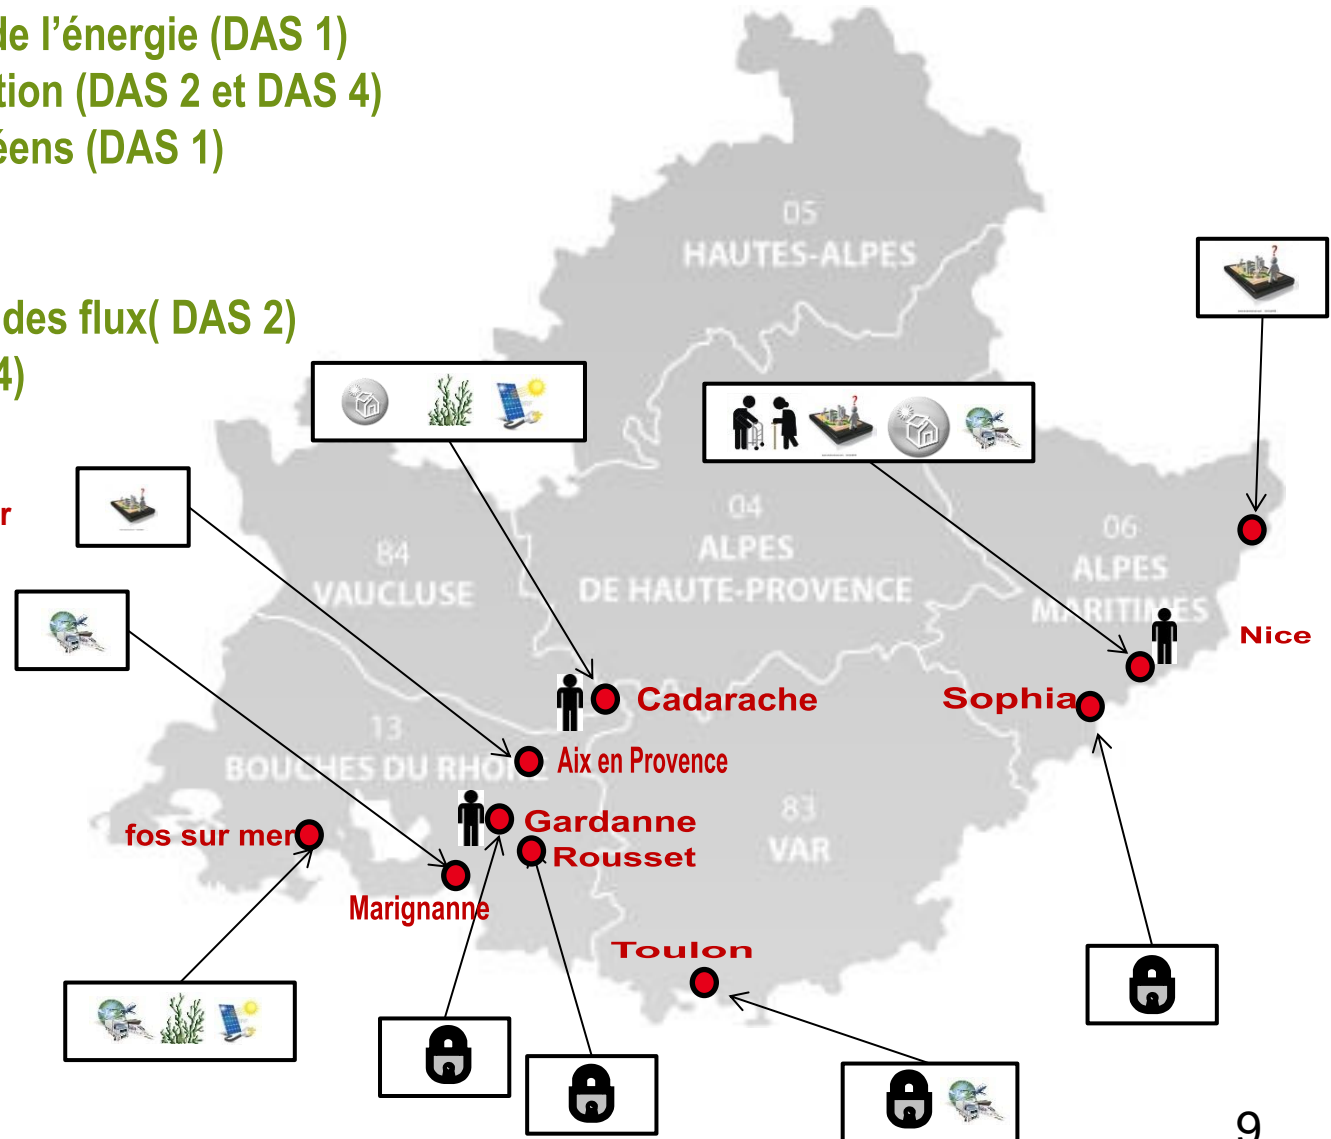 de l'énergie (DAS 1)
tion (DAS 2 et DAS 4)
éens (DAS 1)
05
HAUTES-ALPES
des flux( DAS 2)
4)
r
04
ALPES
DE HAUTE-PROVENCE
84
VAUCLUSE
06
ALPES
MARITIMES
Nice
Cadarache
Sophia
13
BOUCHES DU RHÔNE
Aix en Provence
Gardanne
83
VAR
fos sur mer
Rousset
Marignanne
Toulon
9